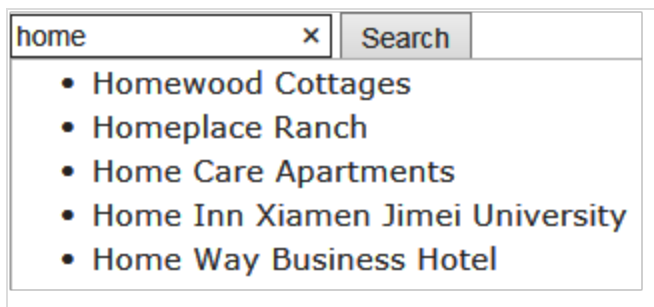 home × Search
• Homewood Cottages
• Homeplace Ranch
• Home Care Apartments
• Home Inn Xiamen Jimei University
• Home Way Business Hotel